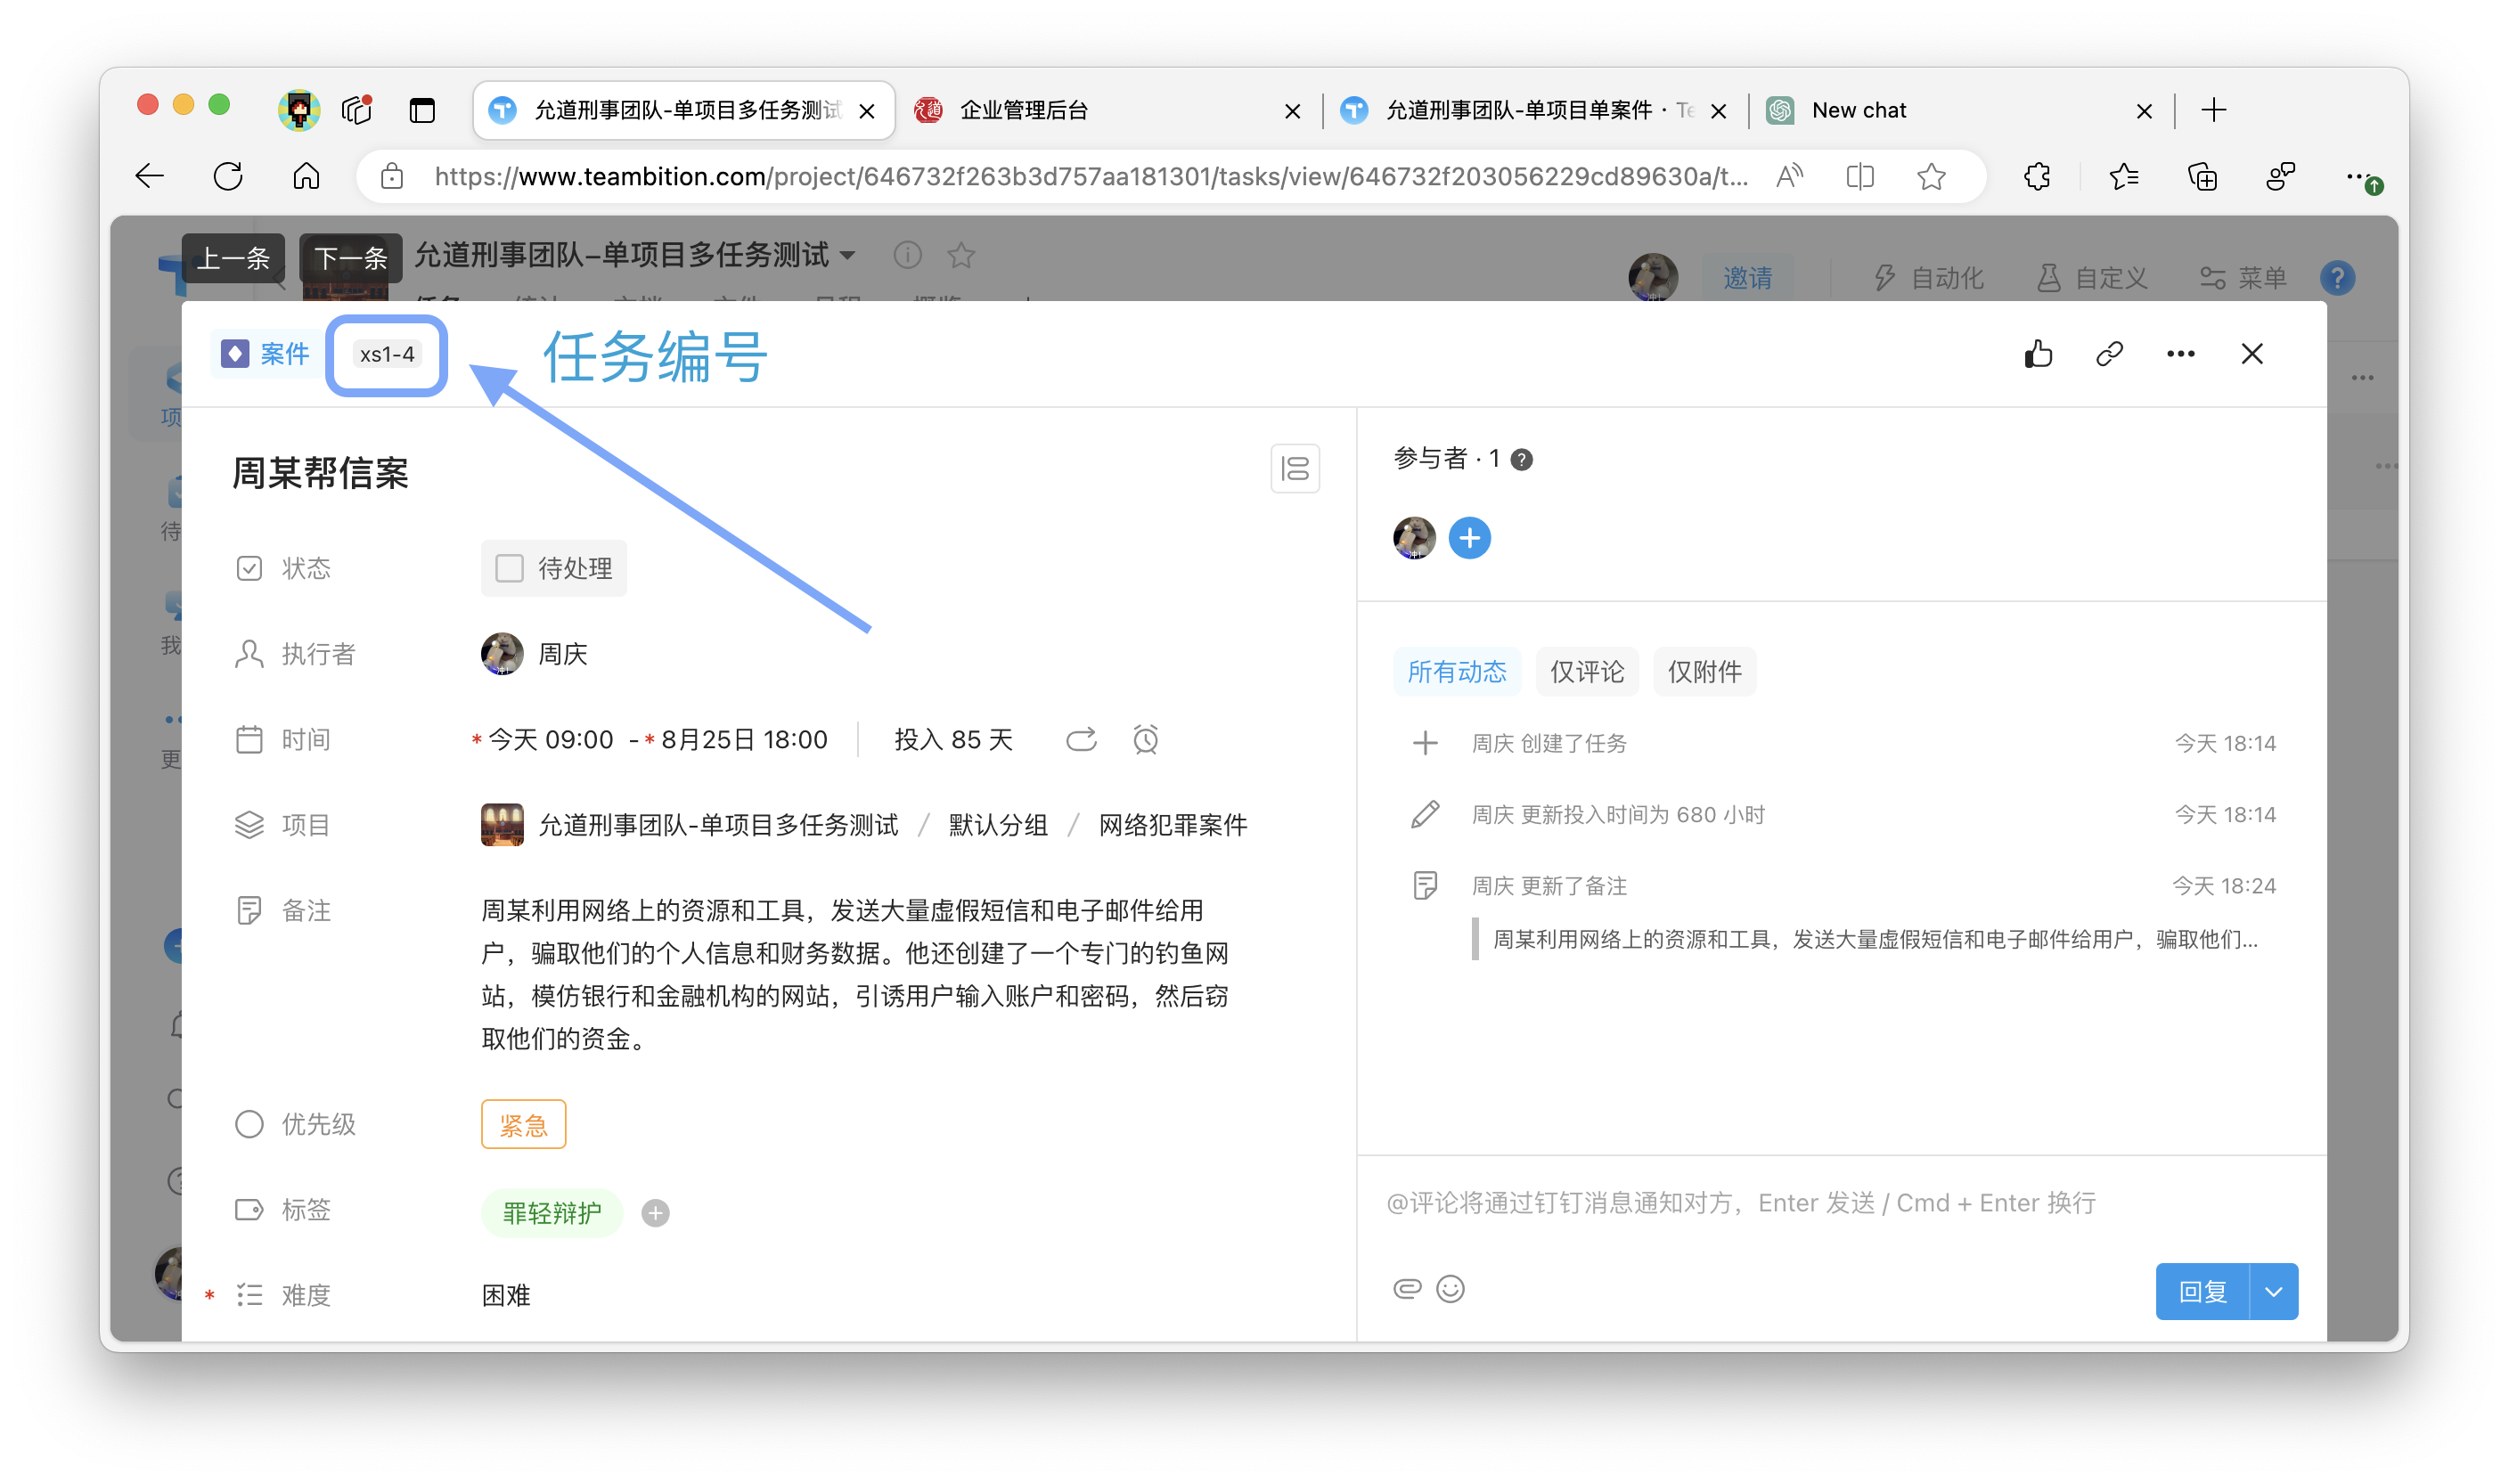 允道刑事团队-单项目多任务测试
企业管理后台
允道刑事团队-单项目单案件 · Te
New chat
https://www.teambition.com/project/646732f263b3d757aa181301/tasks/view/646732f203056229cd89630a/t...
上一条
下一条
允道刑事团队-单项目多任务测试
邀请
自动化
自定义
菜单
案件
xs1-4
任务编号
周某帮信案
状态
待处理
执行者
周庆
时间
* 今天 09:00 - * 8月25日 18:00
投入 85 天
项目
允道刑事团队-单项目多任务测试 / 默认分组 / 网络犯罪案件
备注
周某利用网络上的资源和工具，发送大量虚假短信和电子邮件给用
户，骗取他们的个人信息和财务数据。他还创建了一个专门的钓鱼网
站，模仿银行和金融机构的网站，引诱用户输入账户和密码，然后窃
取他们的资金。
优先级
紧急
标签
罪轻辩护
* 难度
困难
参与者 · 1
所有动态
仅评论
仅附件
周庆 创建了任务
今天 18:14
周庆 更新投入时间为 680 小时
今天 18:14
周庆 更新了备注
今天 18:24
周某利用网络上的资源和工具，发送大量虚假短信和电子邮件给用户，骗取他们...
@评论将通过钉钉消息通知对方，Enter 发送 / Cmd + Enter 换行
回复